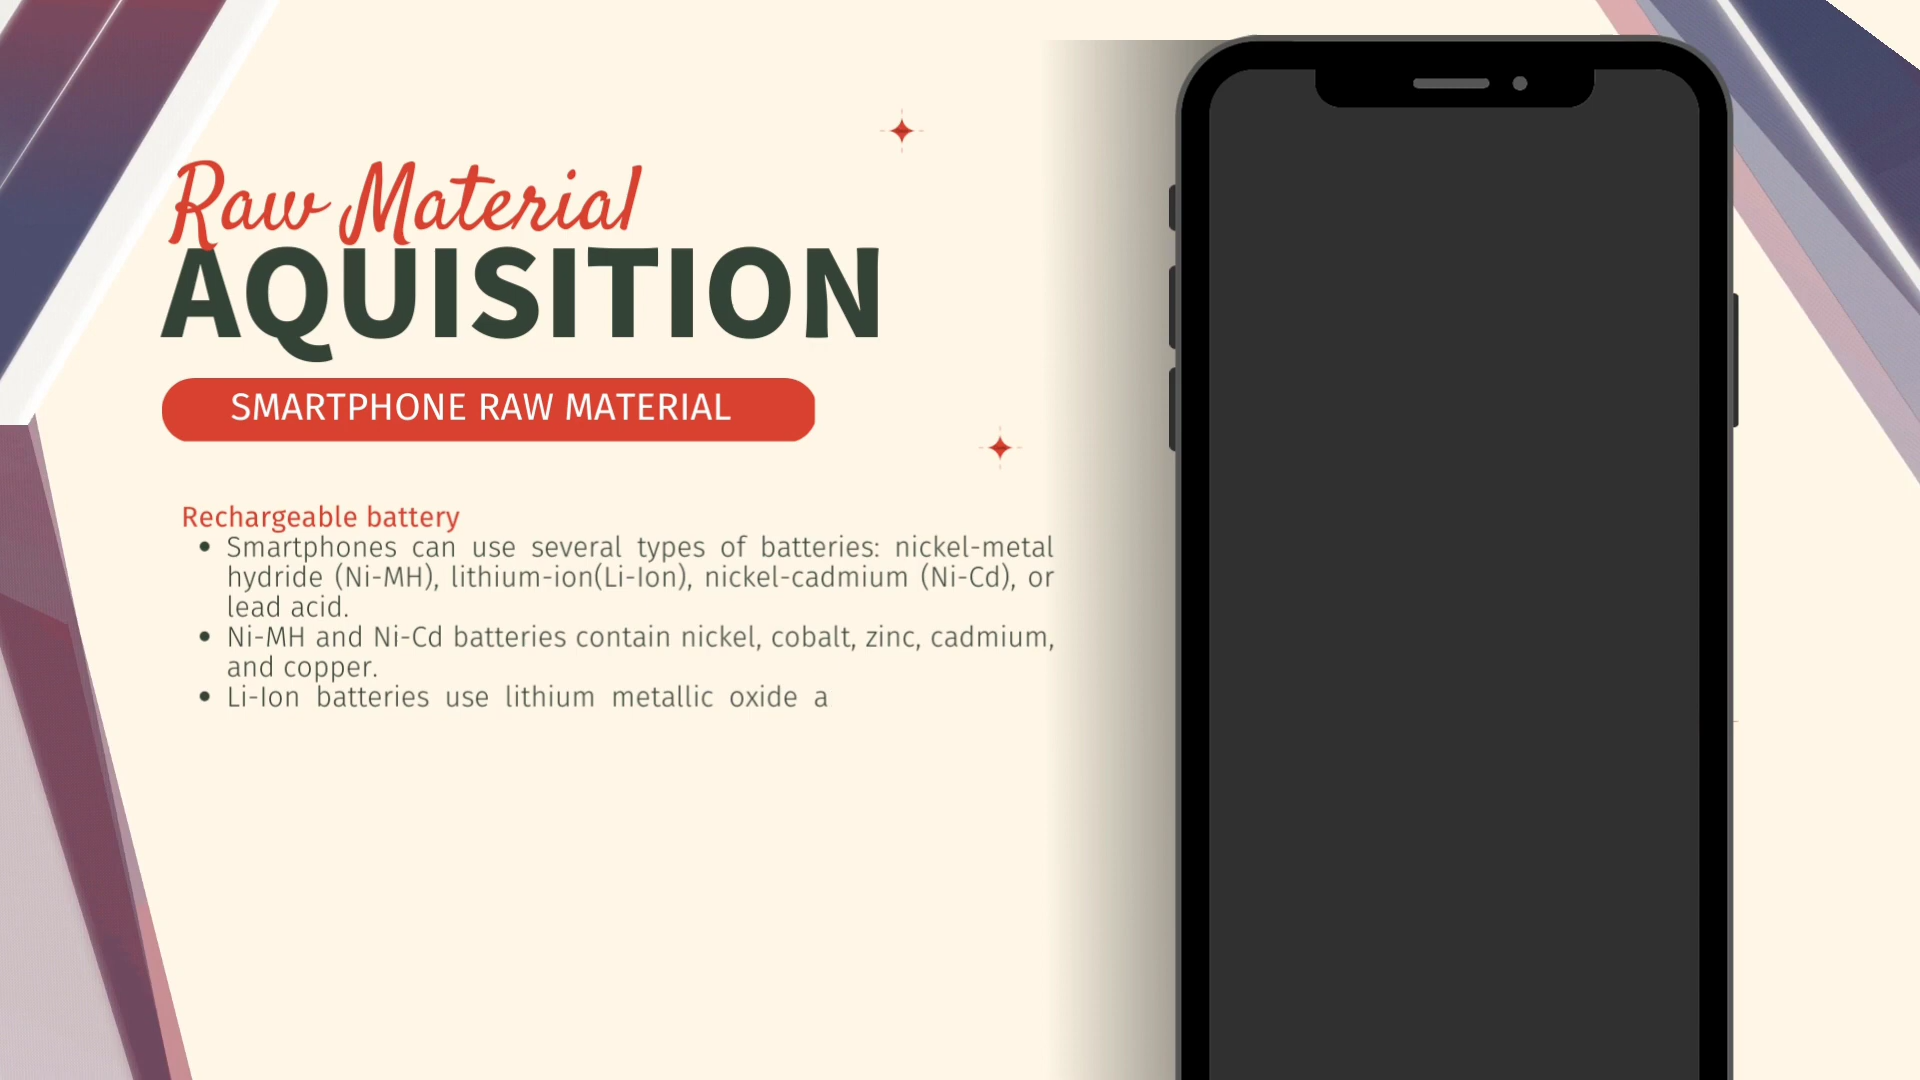 Raw Material
AQUISITION
SMARTPHONE RAW MATERIAL
Rechargeable battery
• Smartphones can use several types of batteries: nickel-metal
hydride (Ni-MH), lithium-ion(Li-Ion), nickel-cadmium (Ni-Cd), or
lead acid.
• Ni-MH and Ni-Cd batteries contain nickel, cobalt, zinc, cadmium,
and copper.
• Li-Ion batteries use lithium metallic oxide a